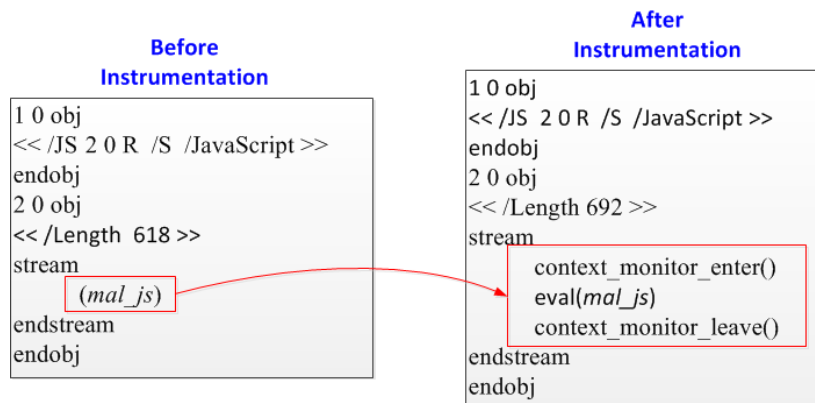 Before
Instrumentation
1 0 obj
<< /JS 2 0 R /S /JavaScript >>
endobj
2 0 obj
<< /Length 618 >>
stream
(mal_js)
endstream
endobj
After
Instrumentation
1 0 obj
<< /JS 2 0 R /S /JavaScript >>
endobj
2 0 obj
<< /Length 692 >>
stream
context_monitor_enter()
eval(mal_js)
context_monitor_leave()
endstream
endobj